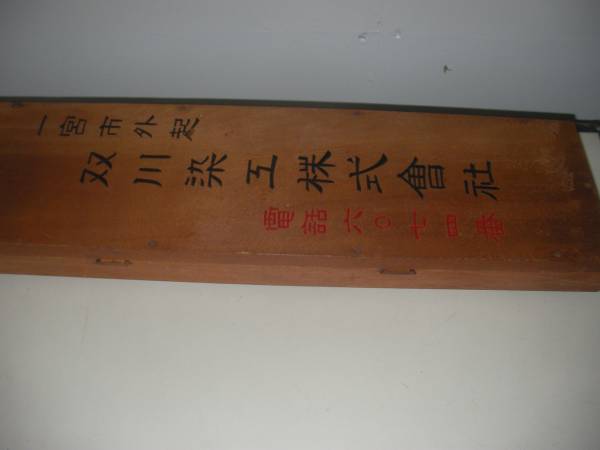 一宮市外起
双川染工株式會社
電話六〇七四番